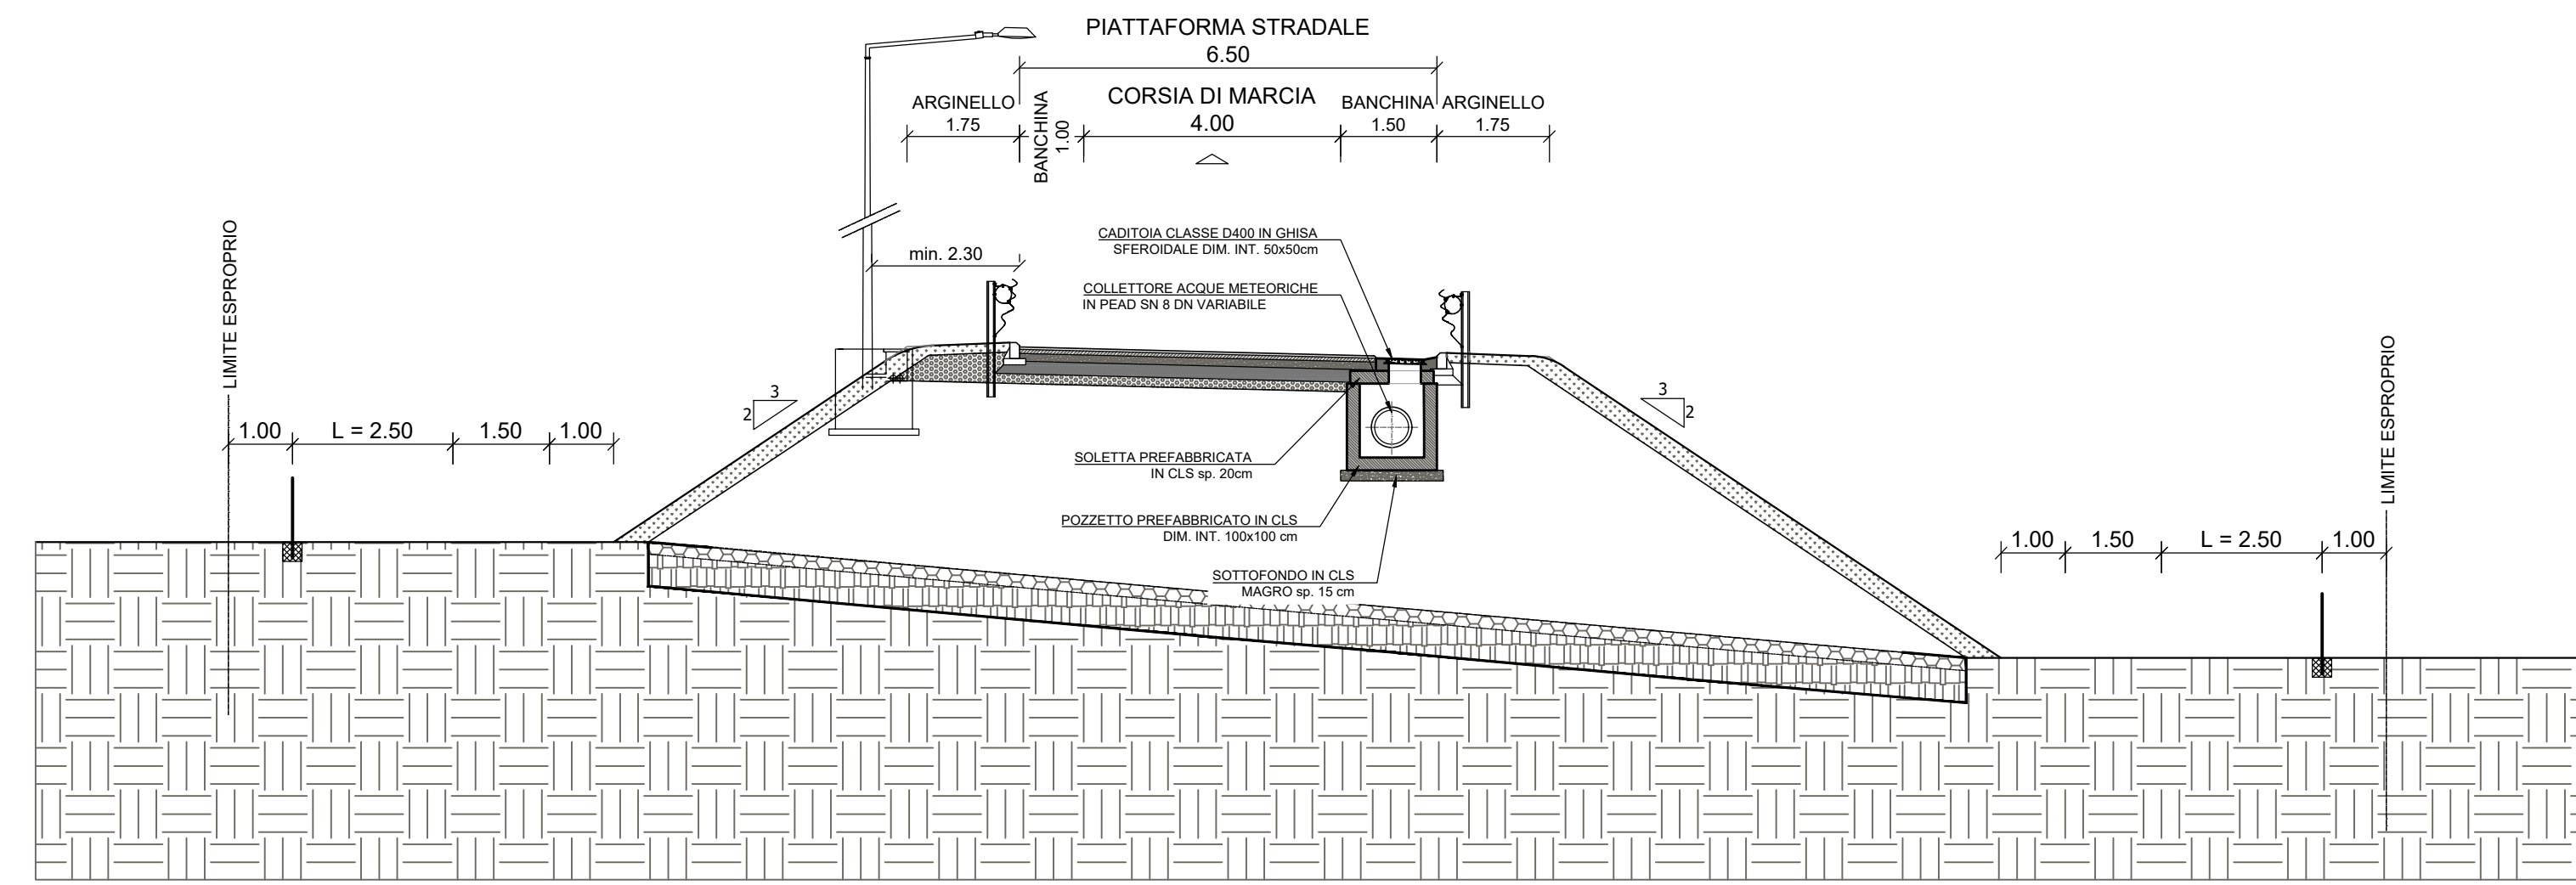 PIATTAFORMA STRADALE
6.50
ARGINELLO
1.75
BANCHINA
1.00
CORSIA DI MARCIA
4.00
BANCHINA
1.50
ARGINELLO
1.75
LIMITE ESPROPRIO
min. 2.30
CADITOIA CLASSE D400 IN GHISA
SFEROIDALE DIM. INT. 50x50cm
COLLETTORE ACQUE METEORICHE
IN PEAD SN 8 DN VARIABILE
LIMITE ESPROPRIO
3
2
3
2
1.00
L = 2.50
1.50
1.00
SOLETTA PREFABBRICATA
IN CLS sp. 20cm
POZZETTO PREFABBRICATO IN CLS
DIM. INT. 100x100 cm
1.00
1.50
L = 2.50
1.00
SOTTOFONDO IN CLS
MAGRO sp. 15 cm